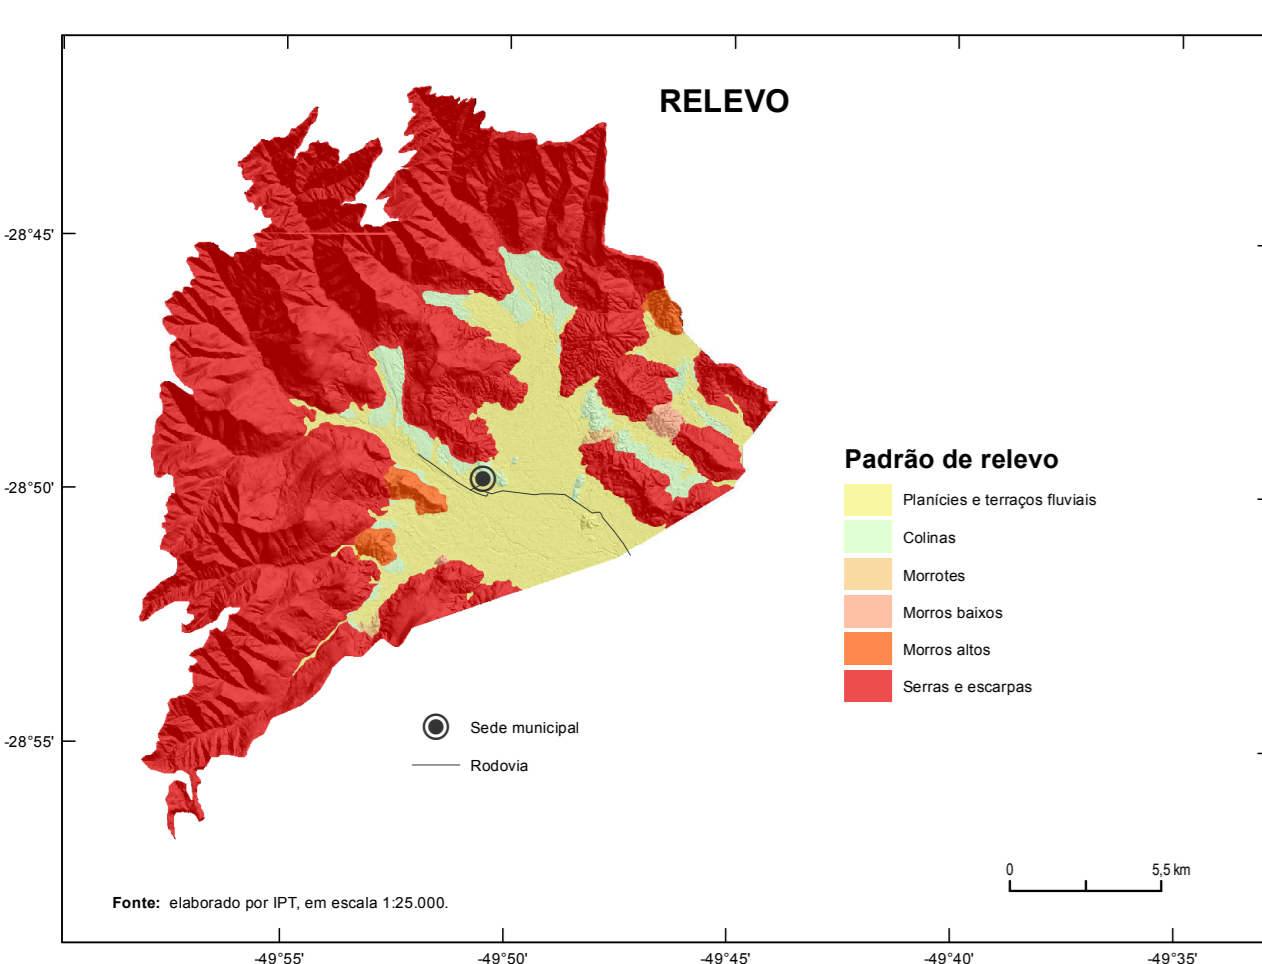 RELEVO
-28°45'
-28°50'
-28°55'
Padrão de relevo
Planícies e terraços fluviais
Colinas
Morrotes
Morros baixos
Morros altos
Serras e escarpas
Sede municipal
Rodovia
0 5,5 km
Fonte: elaborado por IPT, em escala 1:25.000.
-49°55' -49°50' -49°45' -49°40' -49°35'